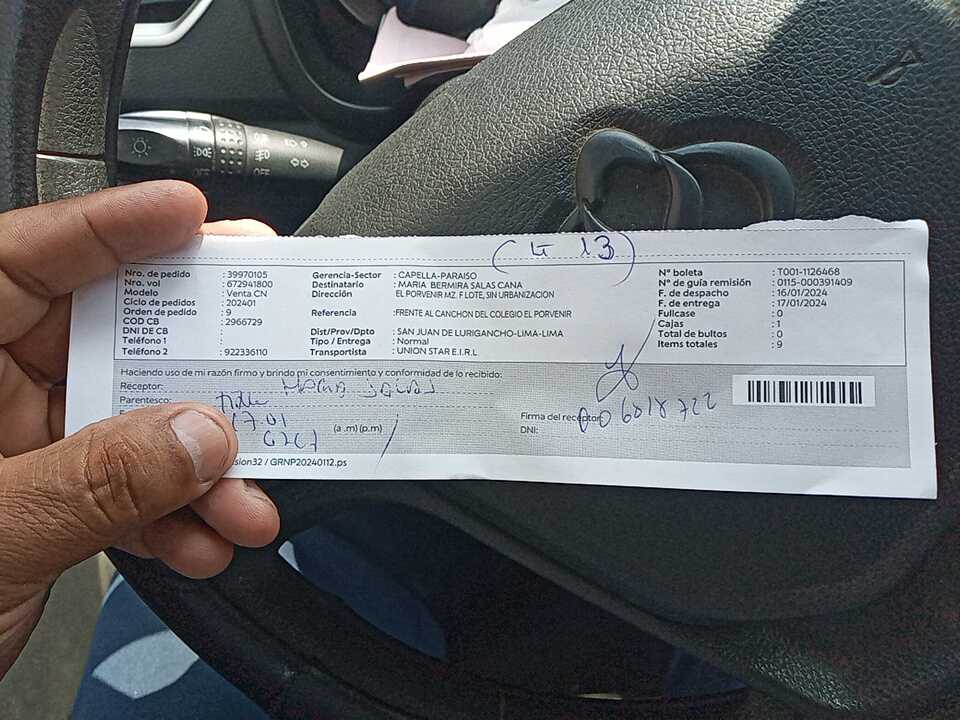 Lt 13
Nro. de pedido : 39970105
Nro. vol : 672941800
Modelo : Venta CN
Ciclo de pedidos : 202401
Orden de pedido : 9
COD CB : 2966729
DNI DE CB :
Teléfono 1 :
Teléfono 2 : 922336110
Gerencia-Sector : CAPELLA-PARAISO
Destinatario : MARIA BERMIRA SALAS CANA
Dirección EL PORVENIR MZ. F LOTE, SIN URBANIZACION
Referencia :FRENTE AL CANCHON DEL COLEGIO EL PORVENIR
Dist/Prov/Dpto : SAN JUAN DE LURIGANCHO-LIMA-LIMA
Tipo / Entrega : Normal
Transportista : UNION STAR E.I.R.L
N° boleta : T001-1126468
N° de guía remisión : 0115-000391409
F. de despacho : 16/01/2024
F. de entrega : 17/01/2024
Fullcase : 0
Cajas : 1
Total de bultos : 0
Items totales : 9
Haciendo uso de mi razón firmo y brindo mi consentimiento y conformidad de lo recibido:
Receptor:
Parentesco:
17.01
(a .m) (p.m)
Firma del receptor:
DNI:
sion32 / GRNP20240112.ps
OFF
OFF